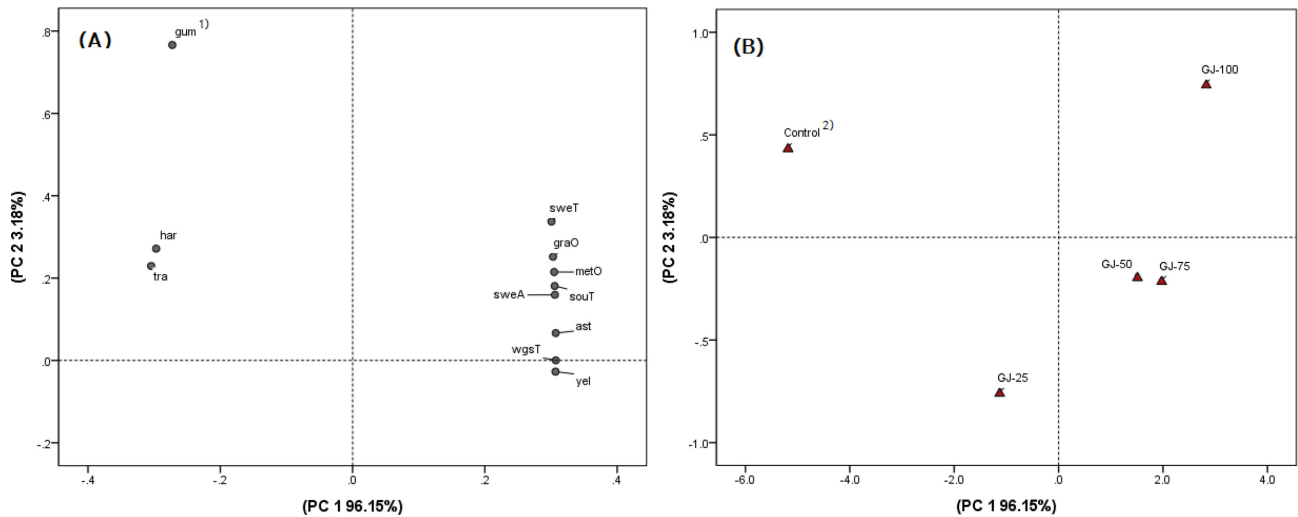 (A)
gum 1)
har
tra
sweT
graO
metO
souT
sweA
ast
wgsT
yel
.8
.6
.4
.2
.0
-.2
-.4
-.2
.0
.2
.4
(PC 2 3.18%)
(PC 1 96.15%)
(B)
Control 2)
GJ-100
GJ-50
GJ-75
GJ-25
1.0
.5
.0
-.5
-1.0
-6.0
-4.0
-2.0
.0
2.0
4.0
(PC 2 3.18%)
(PC 1 96.15%)